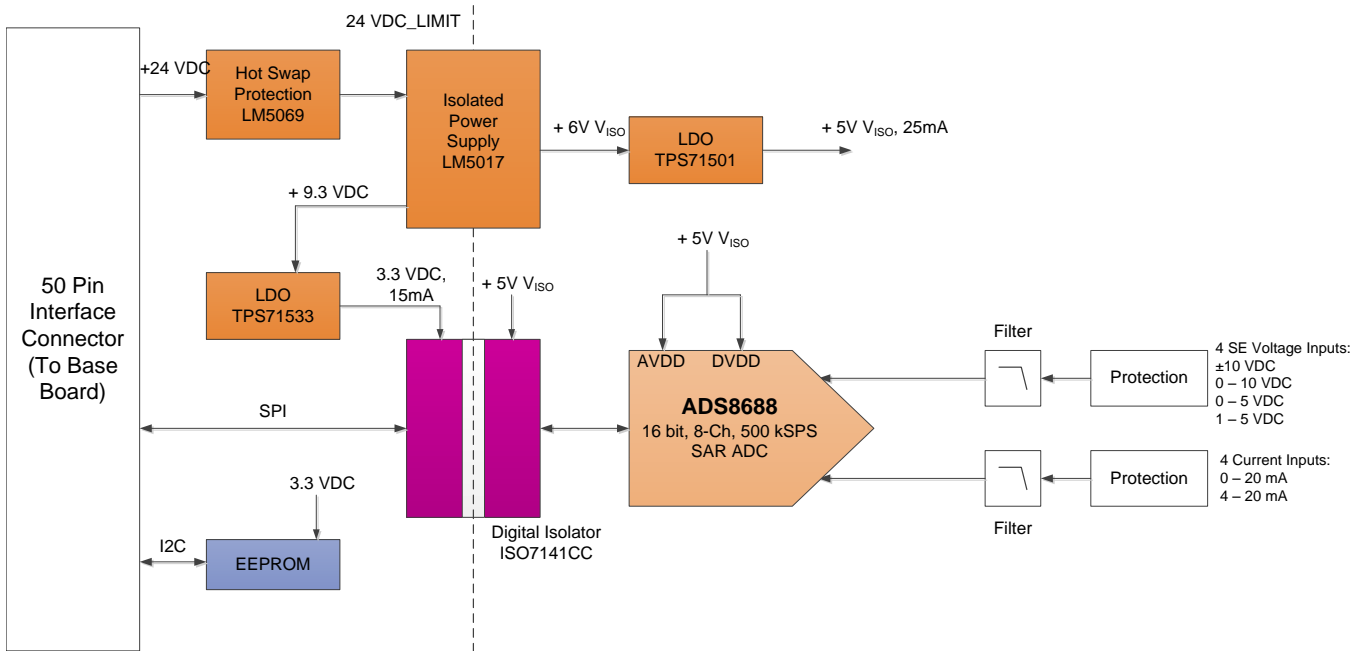 24 VDC_LIMIT
+24 VDC
Hot Swap
Protection
LM5069
Isolated
Power
Supply
LM5017
+ 6V VISO
LDO
TPS71501
+ 5V VISO, 25mA
+ 9.3 VDC
50 Pin
Interface
Connector
(To Base
Board)
LDO
TPS71533
3.3 VDC,
15mA
+ 5V VISO
+ 5V VISO
AVDD DVDD
ADS8688
16 bit, 8-Ch, 500 kSPS
SAR ADC
Filter
Protection
4 SE Voltage Inputs:
±10 VDC
0 – 10 VDC
0 – 5 VDC
1 – 5 VDC
SPI
Filter
Protection
4 Current Inputs:
0 – 20 mA
4 – 20 mA
3.3 VDC
I2C
EEPROM
Digital Isolator
ISO7141CC